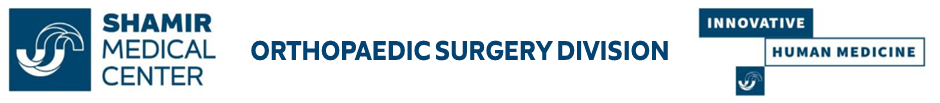 SHAMIR
MEDICAL
CENTER
ORTHOPAEDIC SURGERY DIVISION
INNOVATIVE
HUMAN MEDICINE